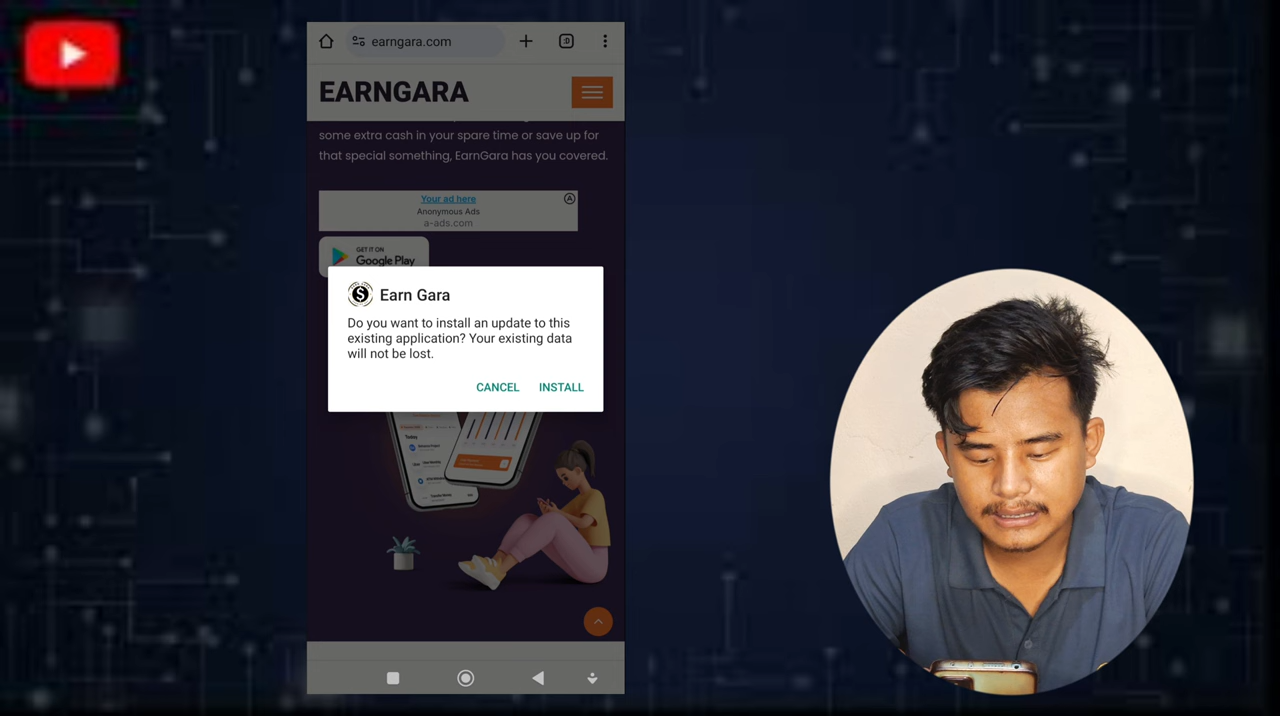 earngara.com
EARNGARA
some extra cash in your spare time or save up for
that special something, EarnGara has you covered.
Your ad here
Anonymous Ads
a-ads.com
GET IT ON
Google Play
Earn Gara
Do you want to install an update to this
existing application? Your existing data
will not be lost.
CANCEL INSTALL
Today